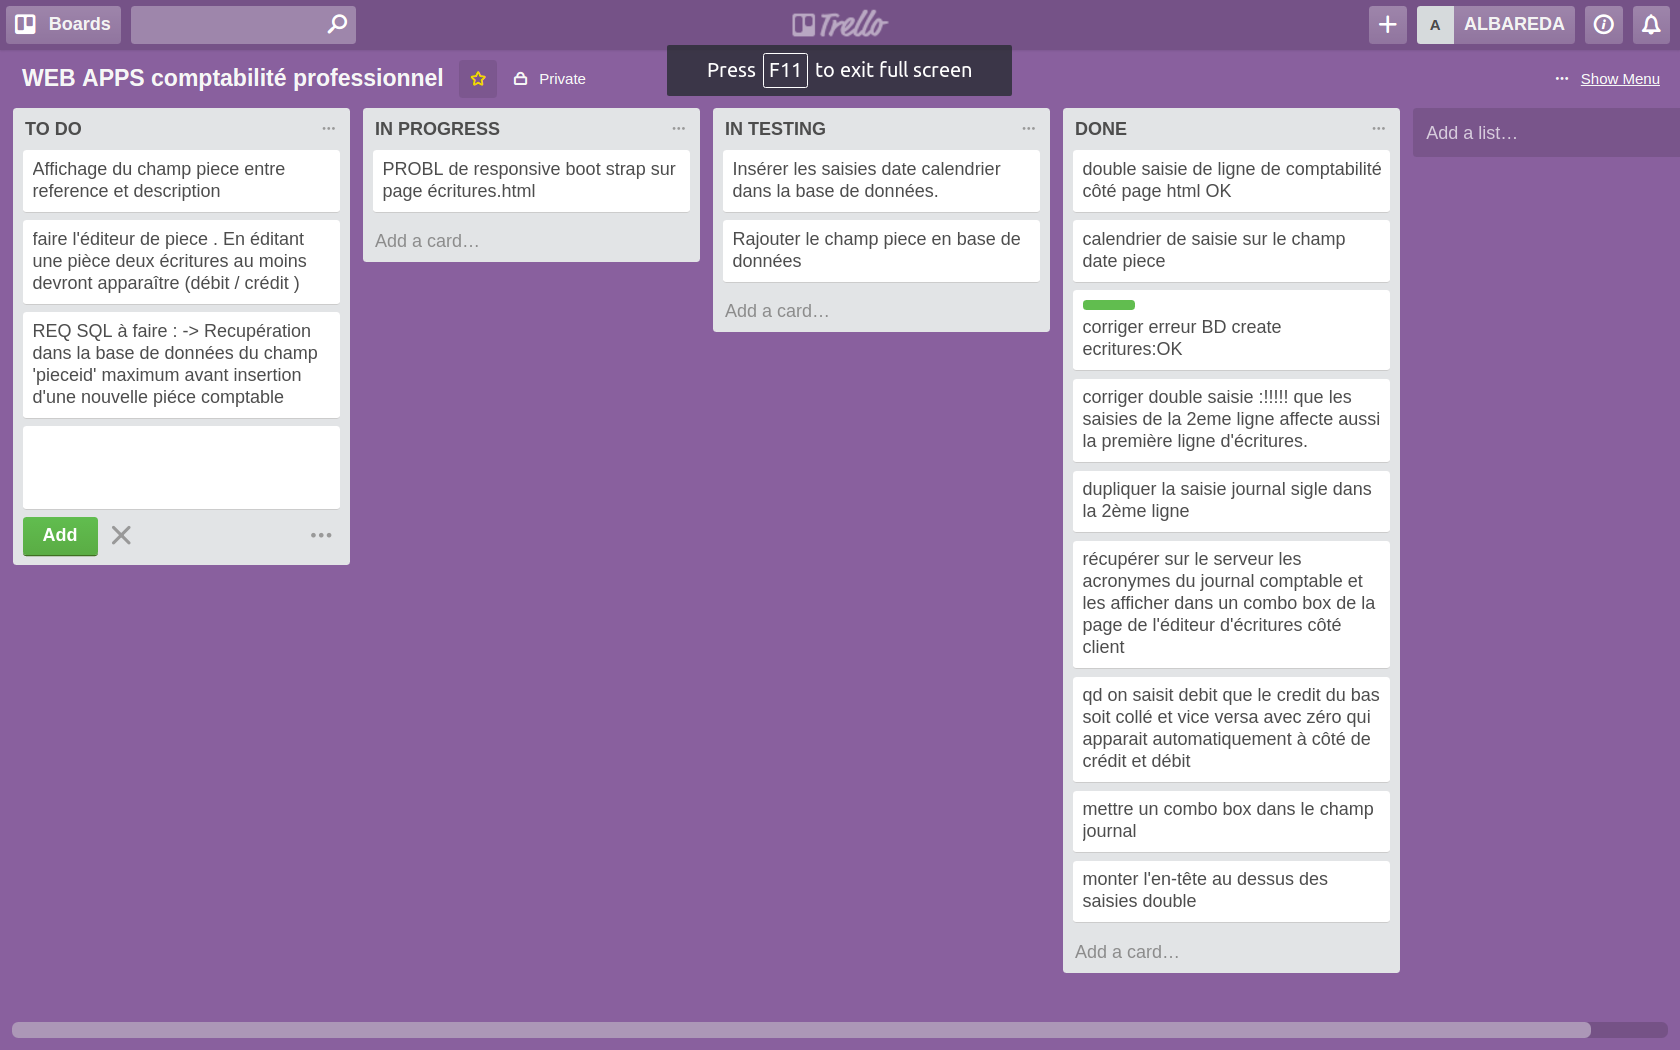 Boards
Trello
A ALBAREDA
WEB APPS comptabilité professionnel
Private
Press F11 to exit full screen
Show Menu
TO DO
Affichage du champ piece entre
reference et description
faire l'éditeur de piece . En éditant
une pièce deux écritures au moins
devront apparaître (débit / crédit )
REQ SQL à faire : -> Recupération
dans la base de données du champ
'pieceid' maximum avant insertion
d'une nouvelle piéce comptable
Add
IN PROGRESS
PROBL de responsive boot strap sur
page écritures.html
Add a card…
IN TESTING
Insérer les saisies date calendrier
dans la base de données.
Rajouter le champ piece en base de
données
Add a card…
DONE
double saisie de ligne de comptabilité
côté page html OK
calendrier de saisie sur le champ
date piece
corriger erreur BD create
ecritures:OK
corriger double saisie :!!!!! que les
saisies de la 2eme ligne affecte aussi
la première ligne d'écritures.
dupliquer la saisie journal sigle dans
la 2ème ligne
récupérer sur le serveur les
acronymes du journal comptable et
les afficher dans un combo box de la
page de l'éditeur d'écritures côté
client
qd on saisit debit que le credit du bas
soit collé et vice versa avec zéro qui
apparait automatiquement à côté de
crédit et débit
mettre un combo box dans le champ
journal
monter l'en-tête au dessus des
saisies double
Add a card…
Add a list…